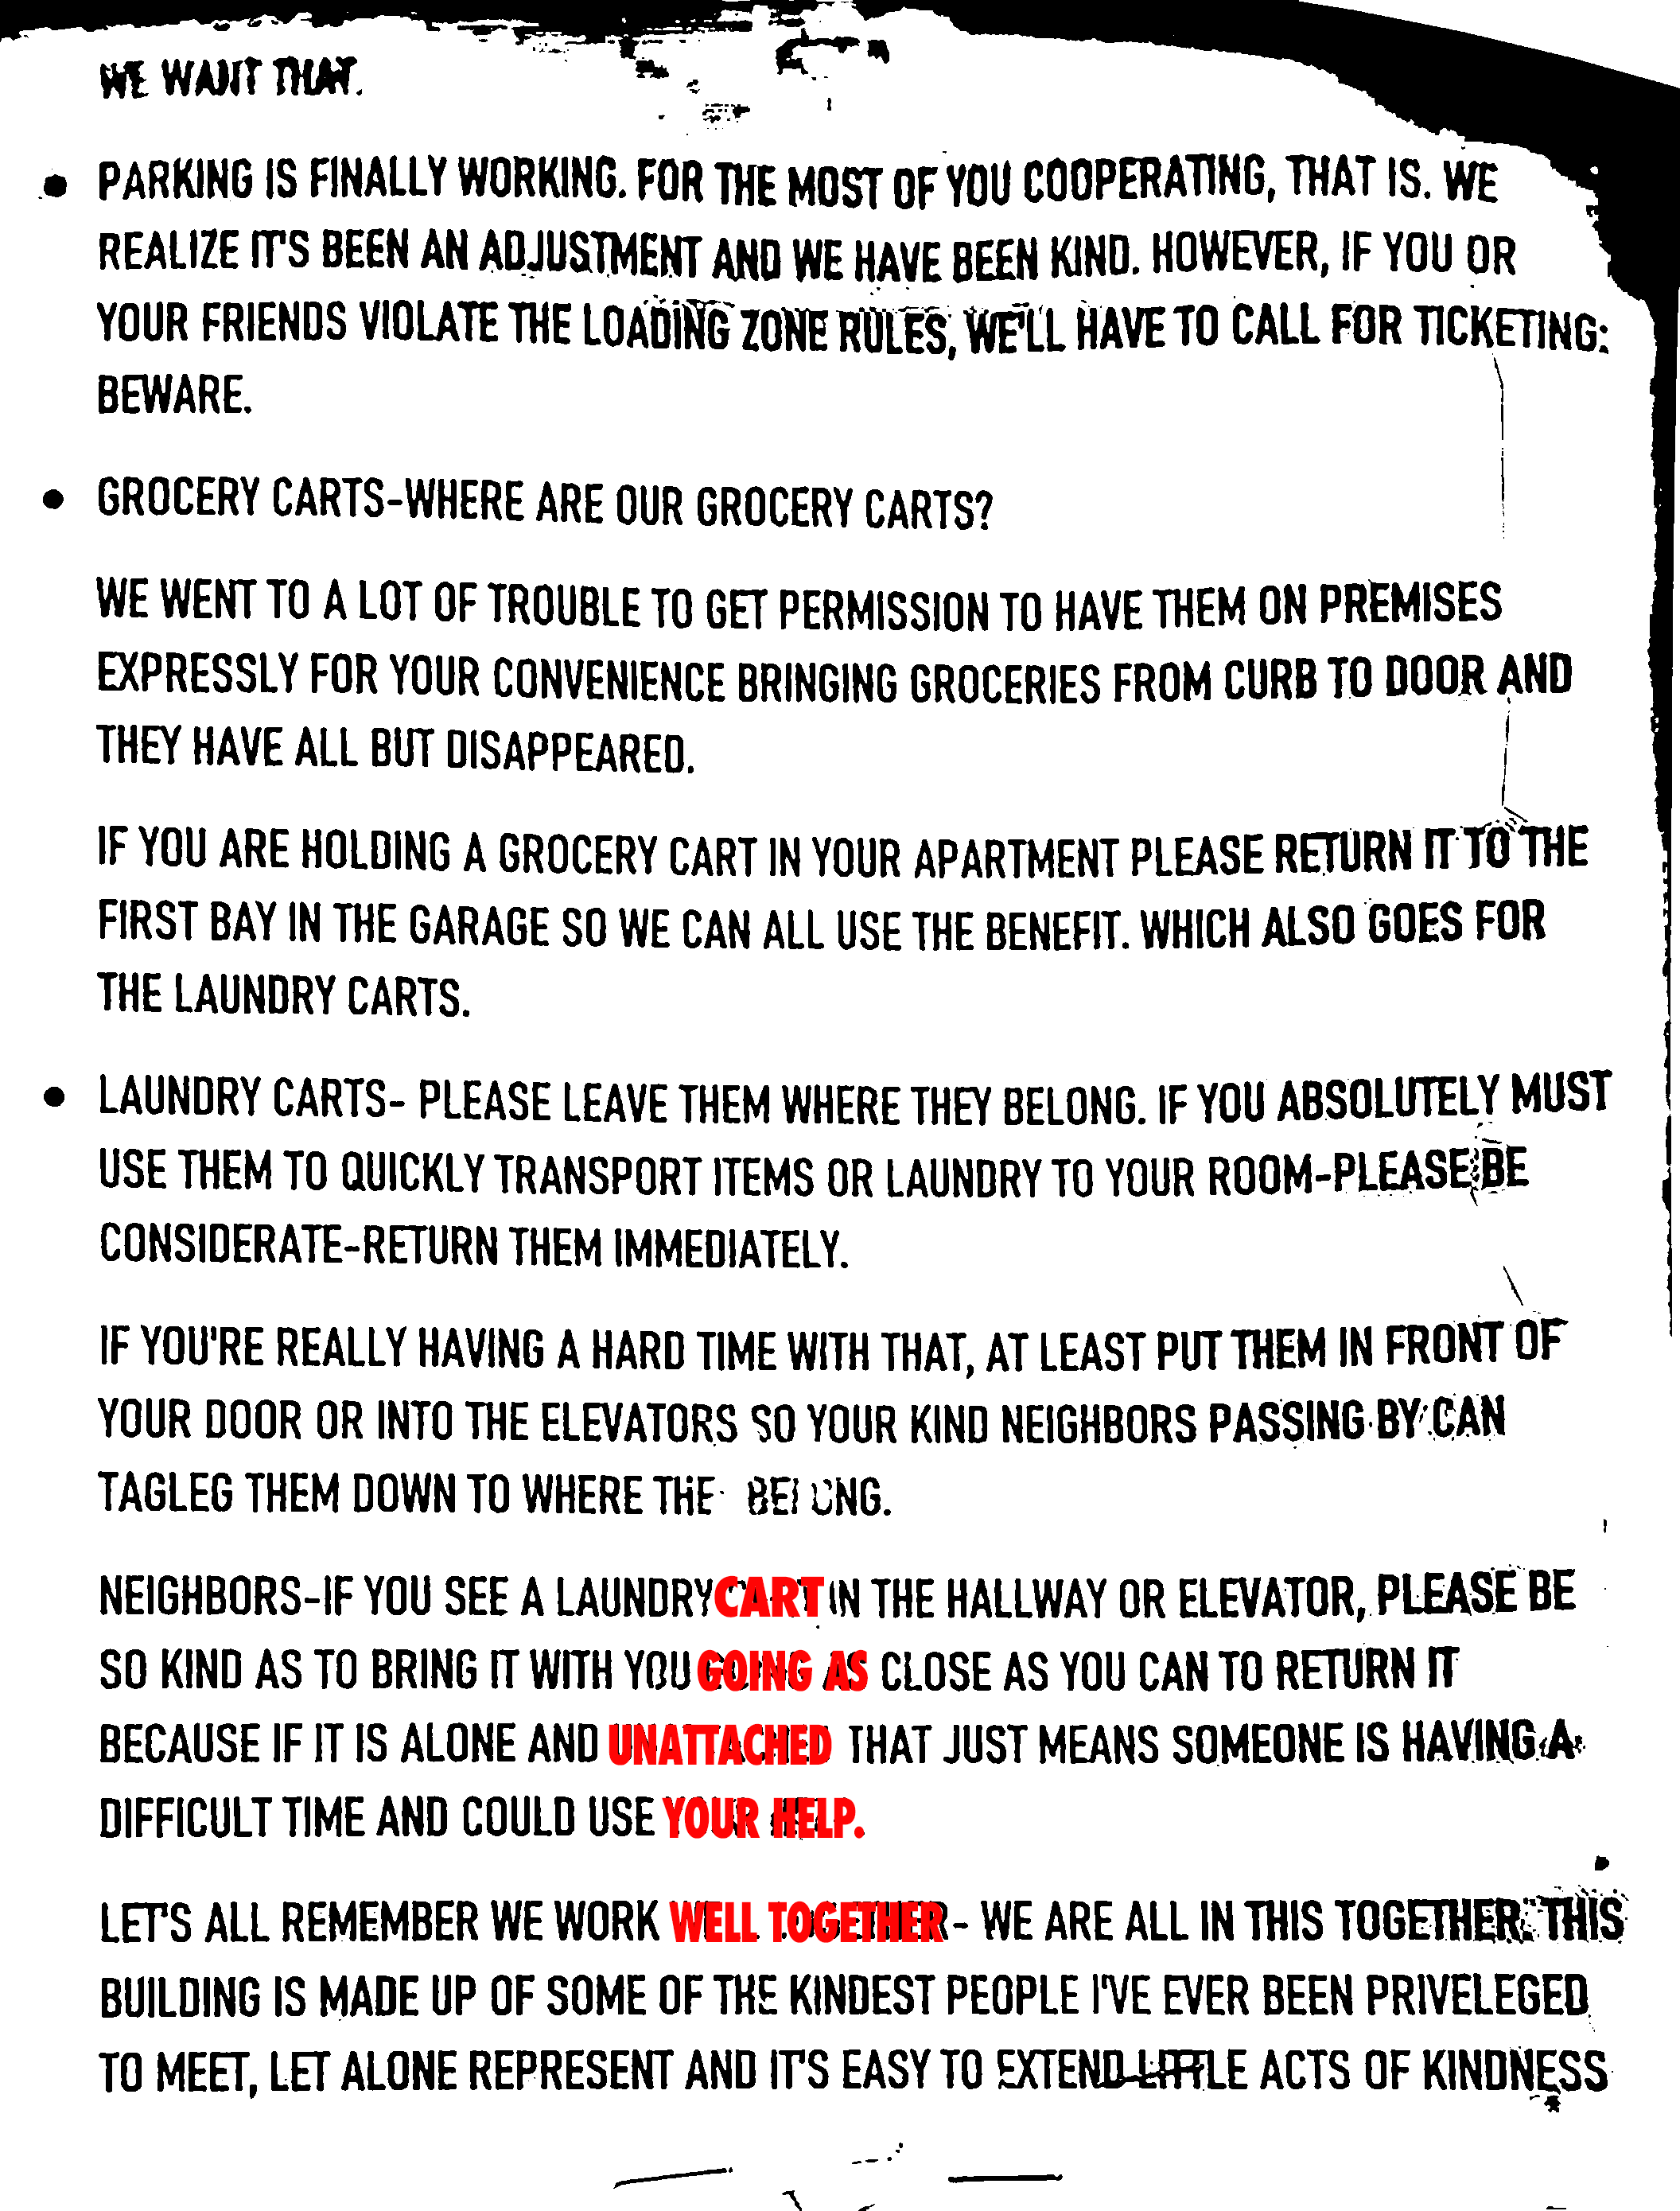 WE WANT THAT.
• PARKING IS FINALLY WORKING. FOR THE MOST OF YOU COOPERATING, THAT IS. WE
REALIZE IT'S BEEN AN ADJUSTMENT AND WE HAVE BEEN KIND. HOWEVER, IF YOU OR
YOUR FRIENDS VIOLATE THE LOADING ZONE RULES, WE'LL HAVE TO CALL FOR TICKETING:
BEWARE.
• GROCERY CARTS-WHERE ARE OUR GROCERY CARTS?
WE WENT TO A LOT OF TROUBLE TO GET PERMISSION TO HAVE THEM ON PREMISES
EXPRESSLY FOR YOUR CONVENIENCE BRINGING GROCERIES FROM CURB TO DOOR AND
THEY HAVE ALL BUT DISAPPEARED.
IF YOU ARE HOLDING A GROCERY CART IN YOUR APARTMENT PLEASE RETURN IT TO THE
FIRST BAY IN THE GARAGE SO WE CAN ALL USE THE BENEFIT. WHICH ALSO GOES FOR
THE LAUNDRY CARTS.
• LAUNDRY CARTS- PLEASE LEAVE THEM WHERE THEY BELONG. IF YOU ABSOLUTELY MUST
USE THEM TO QUICKLY TRANSPORT ITEMS OR LAUNDRY TO YOUR ROOM-PLEASE BE
CONSIDERATE-RETURN THEM IMMEDIATELY.
IF YOU'RE REALLY HAVING A HARD TIME WITH THAT, AT LEAST PUT THEM IN FRONT OF
YOUR DOOR OR INTO THE ELEVATORS SO YOUR KIND NEIGHBORS PASSING BY CAN
TAGLEG THEM DOWN TO WHERE THEY BELONG.
NEIGHBORS-IF YOU SEE A LAUNDRY CART IN THE HALLWAY OR ELEVATOR, PLEASE BE
SO KIND AS TO BRING IT WITH YOU GOING AS CLOSE AS YOU CAN TO RETURN IT
BECAUSE IF IT IS ALONE AND UNATTACHED THAT JUST MEANS SOMEONE IS HAVING A
DIFFICULT TIME AND COULD USE YOUR HELP.
LET'S ALL REMEMBER WE WORK WELL TOGETHER- WE ARE ALL IN THIS TOGETHER. THIS
BUILDING IS MADE UP OF SOME OF THE KINDEST PEOPLE I'VE EVER BEEN PRIVELEGED
TO MEET, LET ALONE REPRESENT AND IT'S EASY TO EXTEND LITTLE ACTS OF KINDNESS